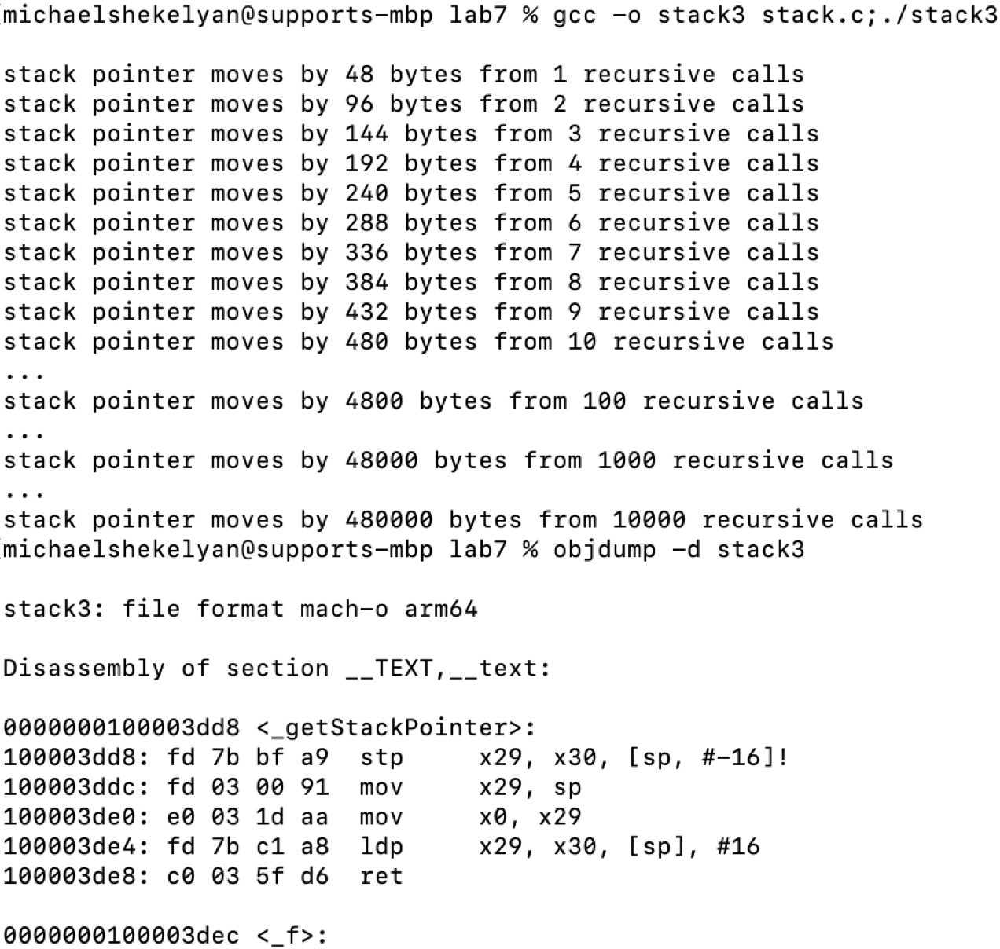 michaelshekelyan@supports-mbp lab7 % gcc -o stack3 stack.c;./stack3
stack pointer moves by 48 bytes from 1 recursive calls
stack pointer moves by 96 bytes from 2 recursive calls
stack pointer moves by 144 bytes from 3 recursive calls
stack pointer moves by 192 bytes from 4 recursive calls
stack pointer moves by 240 bytes from 5 recursive calls
stack pointer moves by 288 bytes from 6 recursive calls
stack pointer moves by 336 bytes from 7 recursive calls
stack pointer moves by 384 bytes from 8 recursive calls
stack pointer moves by 432 bytes from 9 recursive calls
stack pointer moves by 480 bytes from 10 recursive calls
...
stack pointer moves by 4800 bytes from 100 recursive calls
...
stack pointer moves by 48000 bytes from 1000 recursive calls
...
stack pointer moves by 480000 bytes from 10000 recursive calls
michaelshekelyan@supports-mbp lab7 % objdump -d stack3
stack3: file format mach-o arm64
Disassembly of section __TEXT,__text:
0000000100003dd8 <_getStackPointer>:
100003dd8: fd 7b bf a9  stp     x29, x30, [sp, #-16]!
100003ddc: fd 03 00 91  mov     x29, sp
100003de0: e0 03 1d aa  mov     x0, x29
100003de4: fd 7b c1 a8  ldp     x29, x30, [sp], #16
100003de8: c0 03 5f d6  ret
0000000100003dec <_f>: